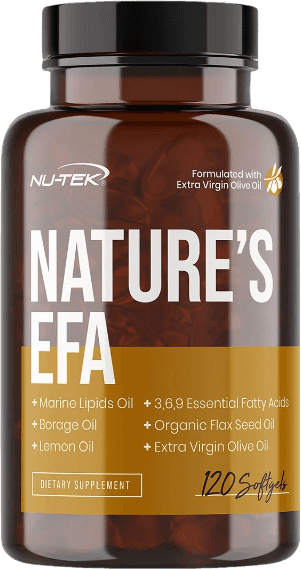 NU-TEK®
Formulated with
Extra Virgin Olive Oil
NATURE'S
EFA
+ Marine Lipids Oil
+ Borage Oil
+ Lemon Oil
+ 3,6,9 Essential Fatty Acids
+ Organic Flax Seed Oil
+ Extra Virgin Olive Oil
DIETARY SUPPLEMENT
120 Softgels